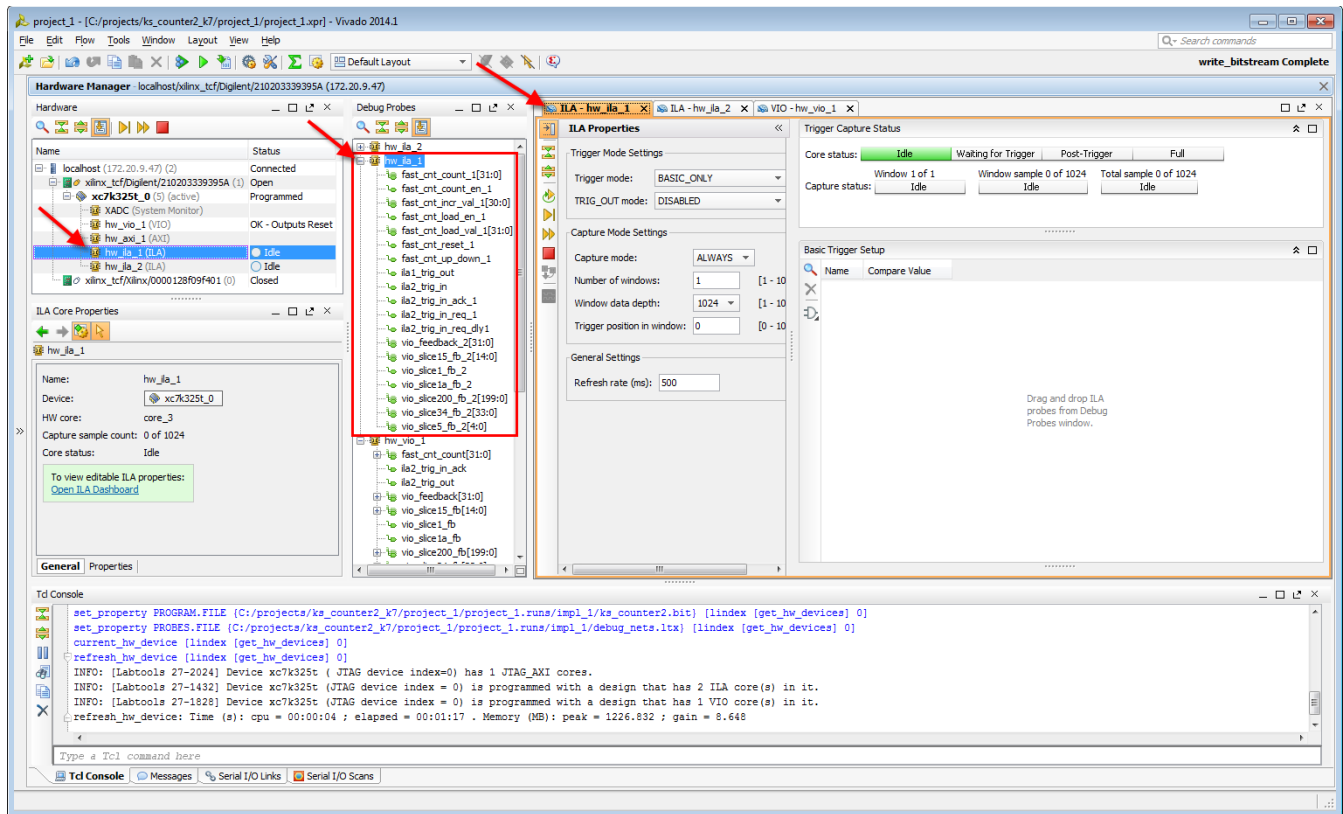 project_1 - [C:/projects/ks_counter2_k7/project_1/project_1.xpr] - Vivado 2014.1
File Edit Flow Tools Window Layout View Help
Q- Search commands
Default Layout
write_bitstream Complete
Hardware Manager - localhost/xilinx_tcf/Digilent/210203339395A (172.20.9.47)
Hardware
Name Status
localhost (172.20.9.47) (2) Connected
xilinx_tcf/Digilent/210203339395A (1) Open
xc7k325t_0 (5) (active) Programmed
XADC (System Monitor)
hw_vio_1 (VIO) OK - Outputs Reset
hw_axi_1 (AXI)
hw_ila_1 (ILA) Idle
hw_ila_2 (ILA) Idle
xilinx_tcf/Xilinx/0000128f09f401 (0) Closed
ILA Core Properties
hw_ila_1
Name: hw_ila_1
Device: xc7k325t_0
HW core: core_3
Capture sample count: 0 of 1024
Core status: Idle
To view editable ILA properties:
Open ILA Dashboard
General Properties
Debug Probes
hw_ila_2
hw_ila_1
fast_cnt_count_1[31:0]
fast_cnt_count_en_1
fast_cnt_incr_val_1[30:0]
fast_cnt_load_en_1
fast_cnt_load_val_1[31:0]
fast_cnt_reset_1
fast_cnt_up_down_1
ila1_trig_out
ila2_trig_in
ila2_trig_in_ack_1
ila2_trig_in_req_1
ila2_trig_in_req_dly1
vio_feedback_2[31:0]
vio_slice15_fb_2[14:0]
vio_slice1_fb_2
vio_slice1a_fb_2
vio_slice200_fb_2[199:0]
vio_slice34_fb_2[33:0]
vio_slice5_fb_2[4:0]
hw_vio_1
fast_cnt_count[31:0]
ila2_trig_in_ack
ila2_trig_out
vio_feedback[31:0]
vio_slice15_fb[14:0]
vio_slice1_fb
vio_slice1a_fb
vio_slice200_fb[199:0]
ILA - hw_ila_1 ILA - hw_ila_2 VIO - hw_vio_1
ILA Properties
Trigger Mode Settings
Trigger mode: BASIC_ONLY
TRIG_OUT mode: DISABLED
Capture Mode Settings
Capture mode: ALWAYS
Number of windows: 1 [1 - 10
Window data depth: 1024 [1 - 10
Trigger position in window: 0 [0 - 10
General Settings
Refresh rate (ms): 500
Trigger Capture Status
Core status: Idle Waiting for Trigger Post-Trigger Full
Window 1 of 1 Window sample 0 of 1024 Total sample 0 of 1024
Capture status: Idle Idle Idle
Basic Trigger Setup
Name Compare Value
Drag and drop ILA
probes from Debug
Probes window.
Tcl Console
set_property PROGRAM.FILE {C:/projects/ks_counter2_k7/project_1/project_1.runs/impl_1/ks_counter2.bit} [lindex [get_hw_devices] 0]
set_property PROBES.FILE {C:/projects/ks_counter2_k7/project_1/project_1.runs/impl_1/debug_nets.ltx} [lindex [get_hw_devices] 0]
current_hw_device [lindex [get_hw_devices] 0]
refresh_hw_device [lindex [get_hw_devices] 0]
INFO: [Labtools 27-2024] Device xc7k325t ( JTAG device index=0) has 1 JTAG_AXI cores.
INFO: [Labtools 27-1432] Device xc7k325t (JTAG device index = 0) is programmed with a design that has 2 ILA core(s) in it.
INFO: [Labtools 27-1828] Device xc7k325t (JTAG device index = 0) is programmed with a design that has 1 VIO core(s) in it.
refresh_hw_device: Time (s): cpu = 00:00:04 ; elapsed = 00:01:17 . Memory (MB): peak = 1226.832 ; gain = 8.648
Type a Tcl command here
Tcl Console Messages Serial I/O Links Serial I/O Scans